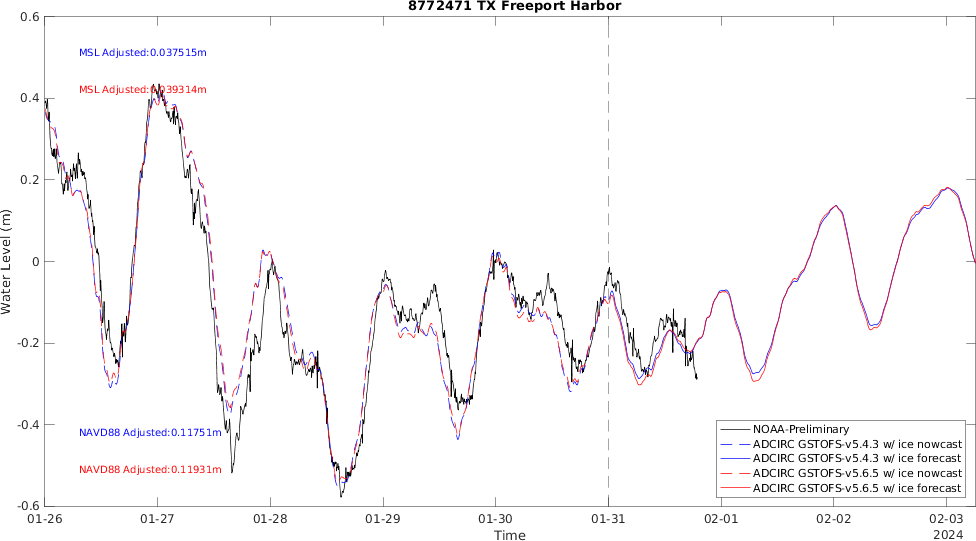 8772471 TX Freeport Harbor
0.6
MSL Adjusted:0.037515m
MSL Adjusted:0.039314m
0.4
0.2
0
Water Level (m)
-0.2
-0.4
NAVD88 Adjusted:0.11751m
NAVD88 Adjusted:0.11931m
-0.6
NOAA-Preliminary
ADCIRC GSTOFS-v5.4.3 w/ ice nowcast
ADCIRC GSTOFS-v5.4.3 w/ ice forecast
ADCIRC GSTOFS-v5.6.5 w/ ice nowcast
ADCIRC GSTOFS-v5.6.5 w/ ice forecast
01-26 01-27 01-28 01-29 01-30 01-31 02-01 02-02 02-03
Time 2024